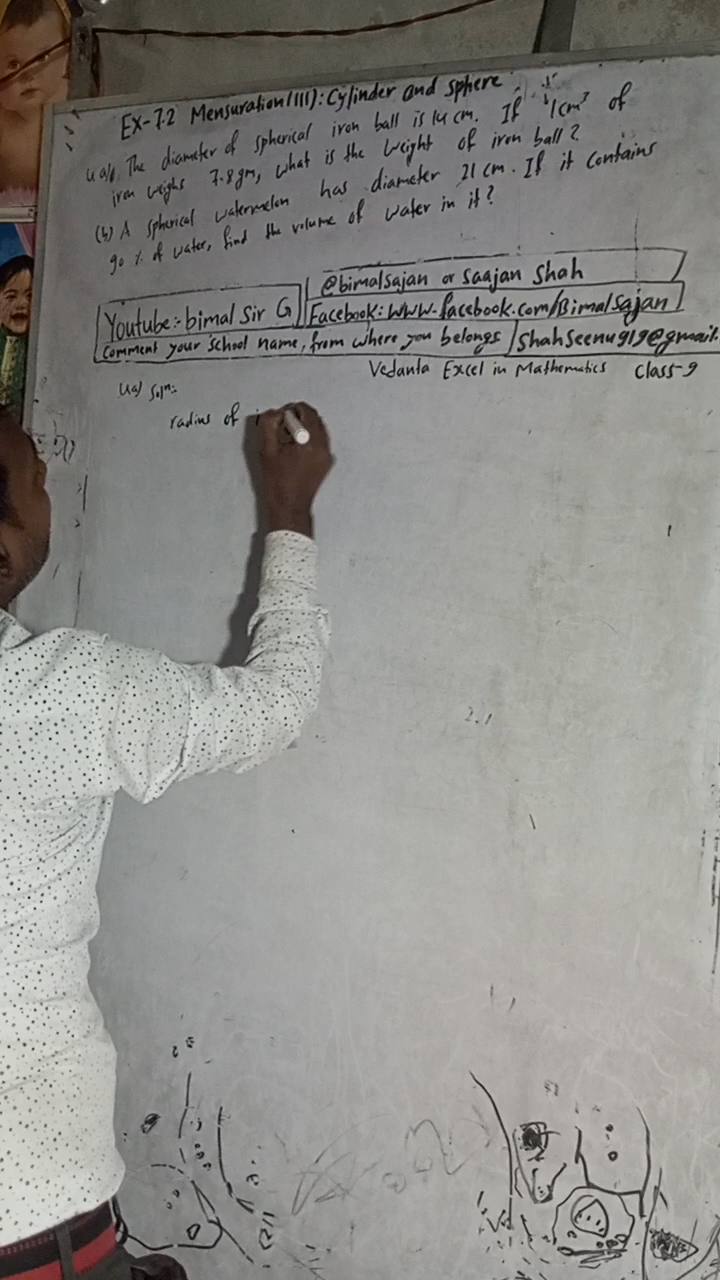 Ex-7.2 Mensuration(III): Cylinder and sphere
4 a) The diameter of spherical iron ball is 14 cm. If 1cm³ of
iron weighs 7.8 gm, what is the weight of iron ball?
(b) A spherical watermelon has diameter 21 cm. If it contains
90 % of water, find the volume of water in it?
@bimalsajan or Saajan Shah
Youtube:- bimal Sir G
Facebook: www.facebook.com/Bimalsajan
Comment your school name, from where you belongs
Shahseenu919@gmail.
Vedanta Excel in Mathematics Class-9
4a) Solⁿ:-
radius of
2.1